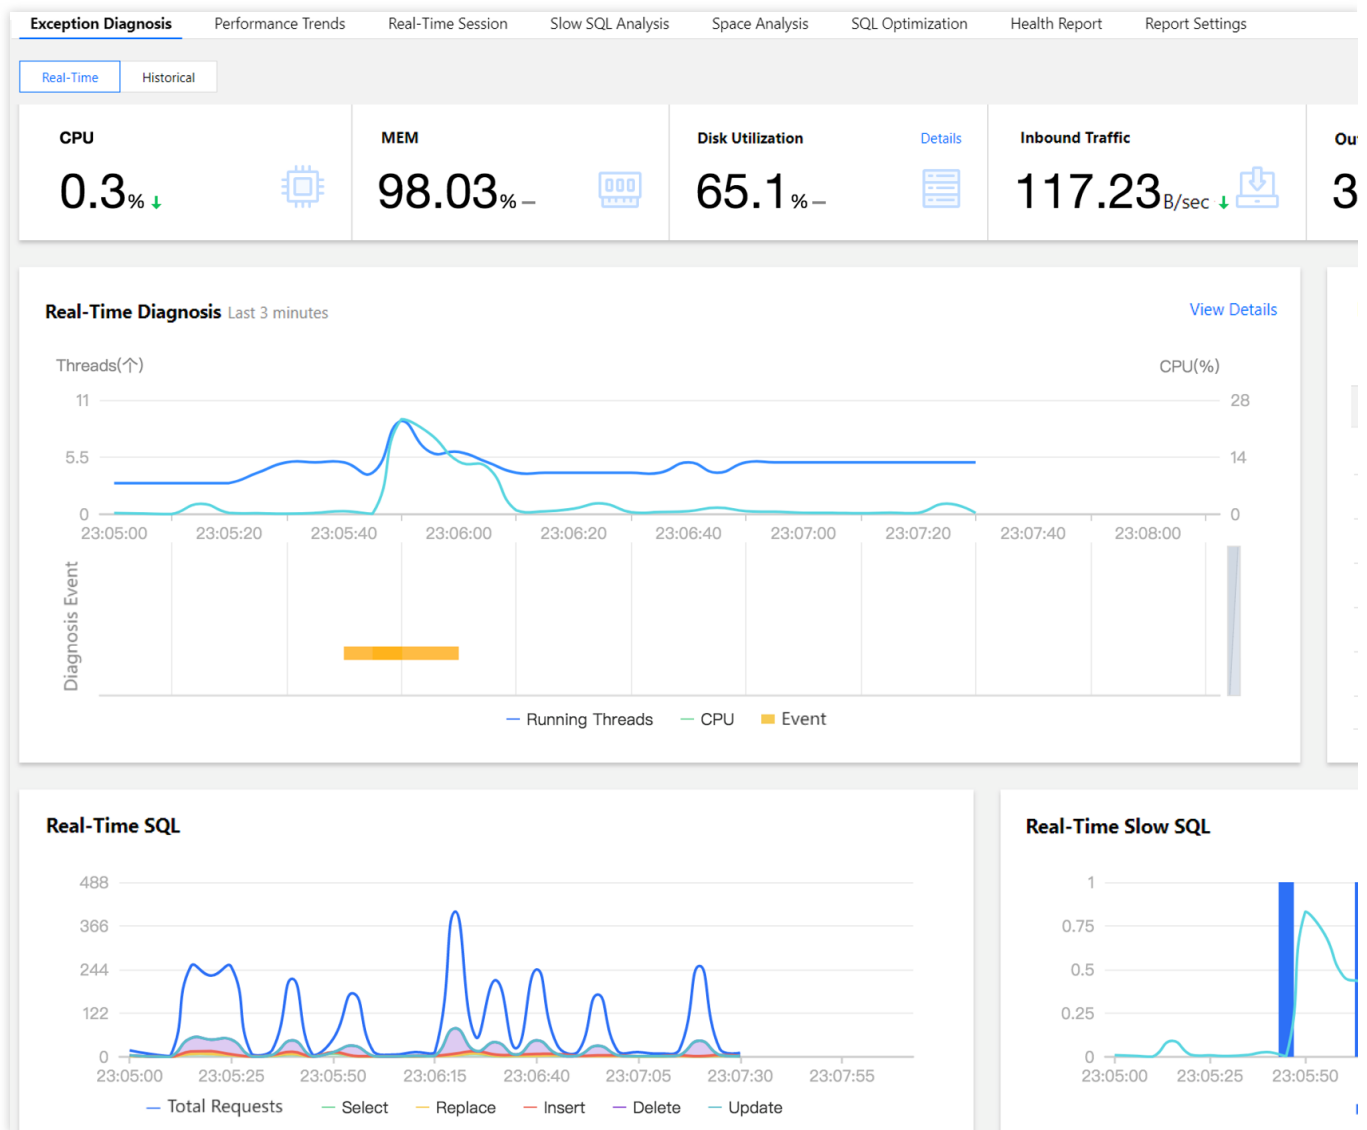 Exception Diagnosis Performance Trends Real-Time Session Slow SQL Analysis Space Analysis SQL Optimization Health Report Report Settings
Real-Time Historical
CPU MEM Disk Utilization Details Inbound Traffic
0.3% ↓ 98.03% – 65.1% – 117.23B/sec ↓ 3
Real-Time Diagnosis Last 3 minutes View Details
Threads(个) CPU(%)
11 28
5.5 14
0 0
23:05:00 23:05:20 23:05:40 23:06:00 23:06:20 23:06:40 23:07:00 23:07:20 23:07:40 23:08:00
Diagnosis Event
Running Threads CPU Event
Real-Time SQL
488
366
244
122
0
23:05:00 23:05:25 23:05:50 23:06:15 23:06:40 23:07:05 23:07:30 23:07:55
Total Requests Select Replace Insert Delete Update
Real-Time Slow SQL
1
0.75
0.5
0.25
0
23:05:00 23:05:25 23:05:50